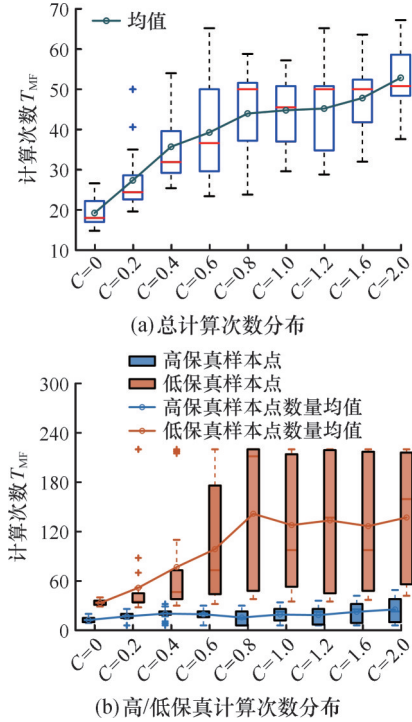 70
60
50
40
30
20
10
计算次数 T_MF
均值
C=0
C=0.2
C=0.4
C=0.6
C=0.8
C=1.0
C=1.2
C=1.6
C=2.0
(a)总计算次数分布
高保真样本点
低保真样本点
高保真样本点数量均值
低保真样本点数量均值
300
240
180
120
60
0
计算次数 T_MF
C=0
C=0.2
C=0.4
C=0.6
C=0.8
C=1.0
C=1.2
C=1.6
C=2.0
(b)高/低保真计算次数分布